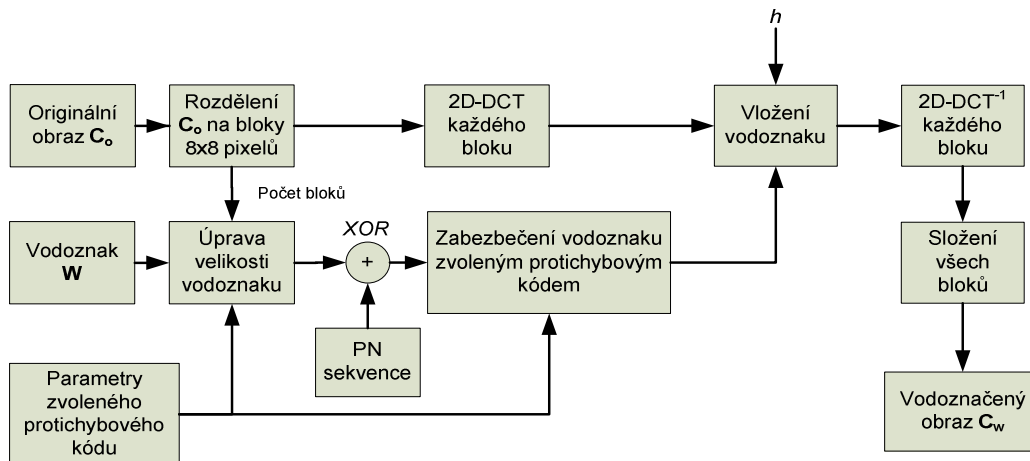 h
Originální
obraz Co
Rozdělení
Co na bloky
8x8 pixelů
2D-DCT
každého
bloku
Vložení
vodoznaku
2D-DCT-1
každého
bloku
Počet bloků
Vodoznak
W
Úprava
velikosti
vodoznaku
XOR
+
Zabezbečení vodoznaku
zvoleným protichybovým
kódem
Složení
všech
bloků
PN
sekvence
Parametry
zvoleného
protichybového
kódu
Vodoznačený
obraz Cw